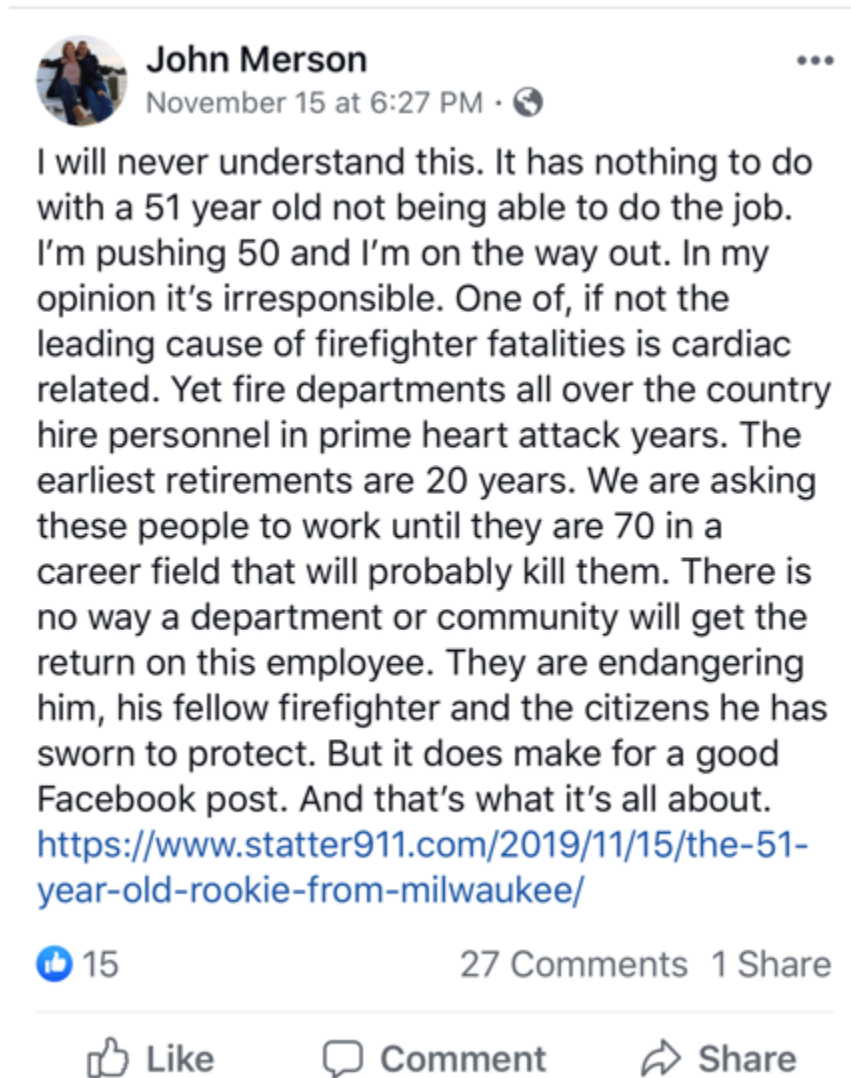 John Merson
November 15 at 6:27 PM ·
I will never understand this. It has nothing to do
with a 51 year old not being able to do the job.
I'm pushing 50 and I'm on the way out. In my
opinion it's irresponsible. One of, if not the
leading cause of firefighter fatalities is cardiac
related. Yet fire departments all over the country
hire personnel in prime heart attack years. The
earliest retirements are 20 years. We are asking
these people to work until they are 70 in a
career field that will probably kill them. There is
no way a department or community will get the
return on this employee. They are endangering
him, his fellow firefighter and the citizens he has
sworn to protect. But it does make for a good
Facebook post. And that's what it's all about.
https://www.statter911.com/2019/11/15/the-51-
year-old-rookie-from-milwaukee/
15 27 Comments 1 Share
Like Comment Share